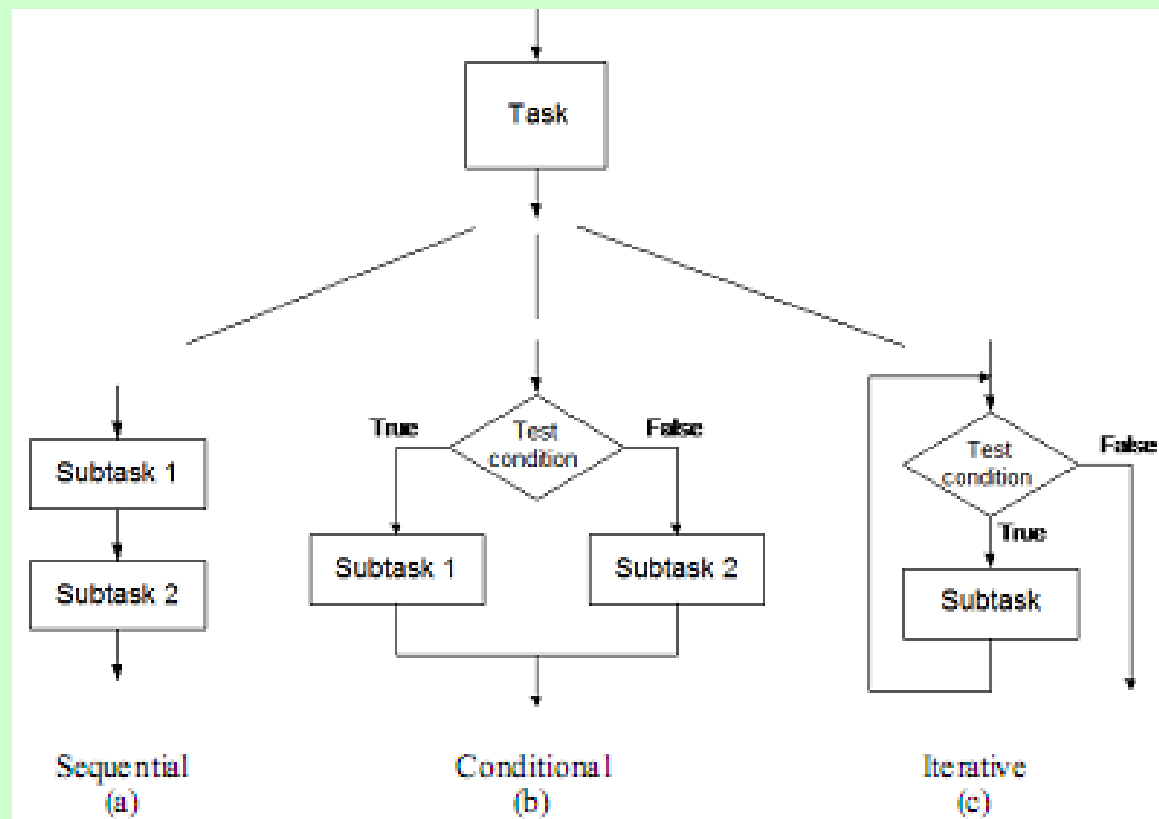 Task
Subtask 1
Subtask 2
True
Test
condition
False
Subtask 1
Subtask 2
Test
condition
False
True
Subtask
Sequential
(a)
Conditional
(b)
Iterative
(c)